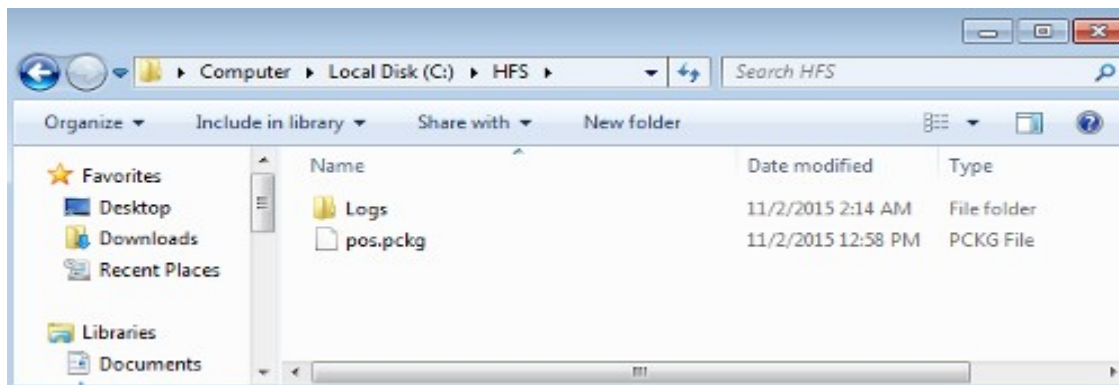 Computer ▸ Local Disk (C:) ▸ HFS ▸ Search HFS
Organize Include in library Share with New folder
Favorites
Desktop
Downloads
Recent Places
Libraries
Documents
Name Date modified Type
Logs 11/2/2015 2:14 AM File folder
pos.pckg 11/2/2015 12:58 PM PCKG File